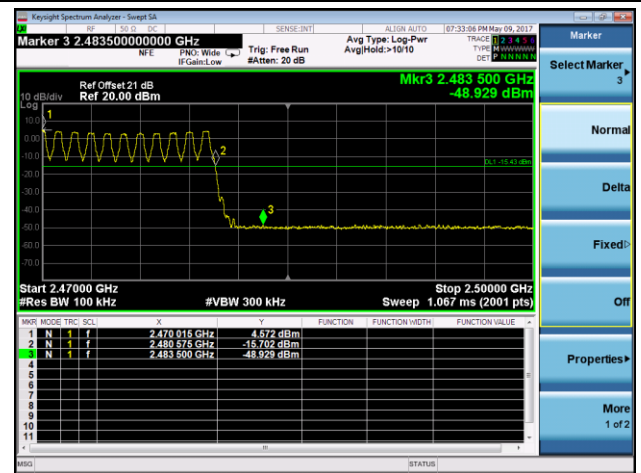 Keysight Spectrum Analyzer - Swept SA
RF 50 Ω DC SENSE:INT ALIGN AUTO 07:33:06 PM May 09, 2017
Marker 3 2.483500000000 GHz
NFE PNO: Wide IFGain:Low
Trig: Free Run #Atten: 20 dB
Avg Type: Log-Pwr Avg|Hold:>10/10
TRACE 1 2 3 4 5 6
TYPE M W W W W W
DET P N N N N N
Marker
Select Marker 3
Normal
Delta
Fixed
Off
Properties
More 1 of 2
Mkr3 2.483 500 GHz
-48.929 dBm
Ref Offset 21 dB
10 dB/div Ref 20.00 dBm
Log
10.0
0.00
-10.0
-20.0
-30.0
-40.0
-50.0
-60.0
-70.0
1
2
3
DL1 -15.43 dBm
Start 2.47000 GHz Stop 2.50000 GHz
#Res BW 100 kHz #VBW 300 kHz Sweep 1.067 ms (2001 pts)
MKR MODE TRC SCL X Y FUNCTION FUNCTION WIDTH FUNCTION VALUE
1 N 1 f 2.470 015 GHz 4.572 dBm
2 N 1 f 2.480 575 GHz -15.702 dBm
3 N 1 f 2.483 500 GHz -48.929 dBm
4
5
6
7
8
9
10
11
MSG STATUS